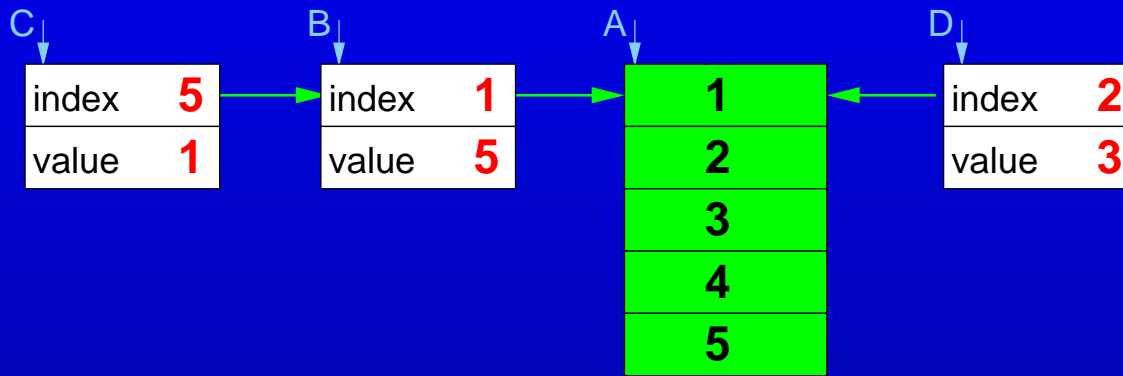 C B A D
index 5 index 1 1 index 2
value 1 value 5 2 value 3
3
4
5